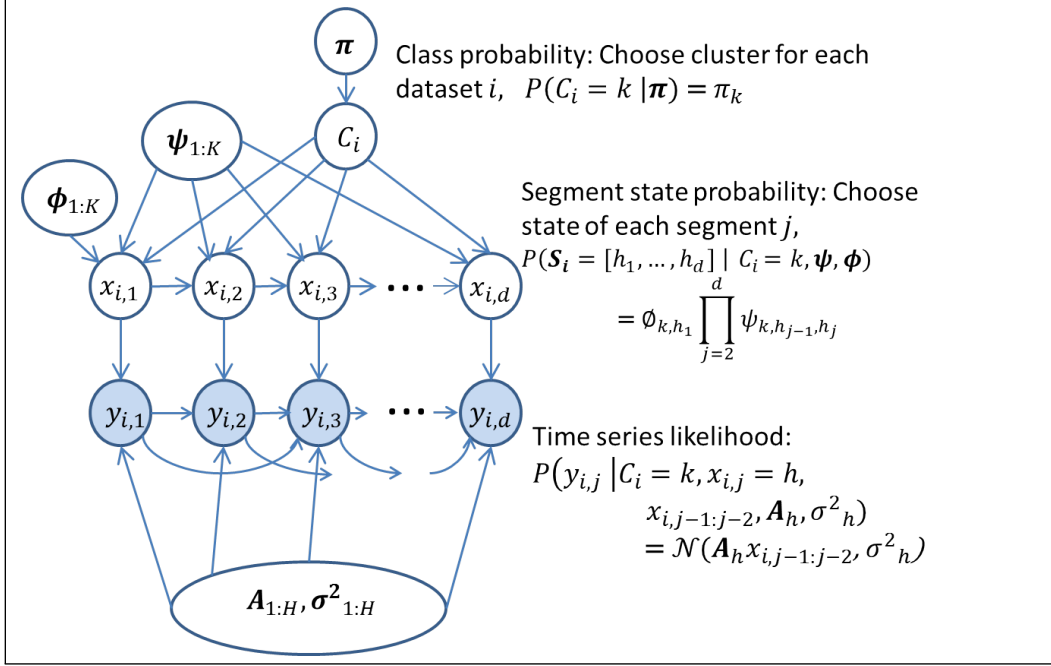 π
Class probability: Choose cluster for each
dataset i, P(C_i = k |π) = π_k
ψ_{1:K}
C_i
ϕ_{1:K}
Segment state probability: Choose
state of each segment j,
P(S_i = [h_1, …, h_d] | C_i = k, ψ, ϕ)
= ∅_{k,h_1} ∏_{j=2}^{d} ψ_{k,h_{j−1},h_j}
x_{i,1} x_{i,2} x_{i,3} ••• x_{i,d}
y_{i,1} y_{i,2} y_{i,3} ••• y_{i,d}
Time series likelihood:
P(y_{i,j} |C_i = k, x_{i,j} = h,
x_{i,j−1:j−2}, A_h, σ²_h)
= 𝒩(A_h x_{i,j−1:j−2}, σ²_h)
A_{1:H}, σ²_{1:H}